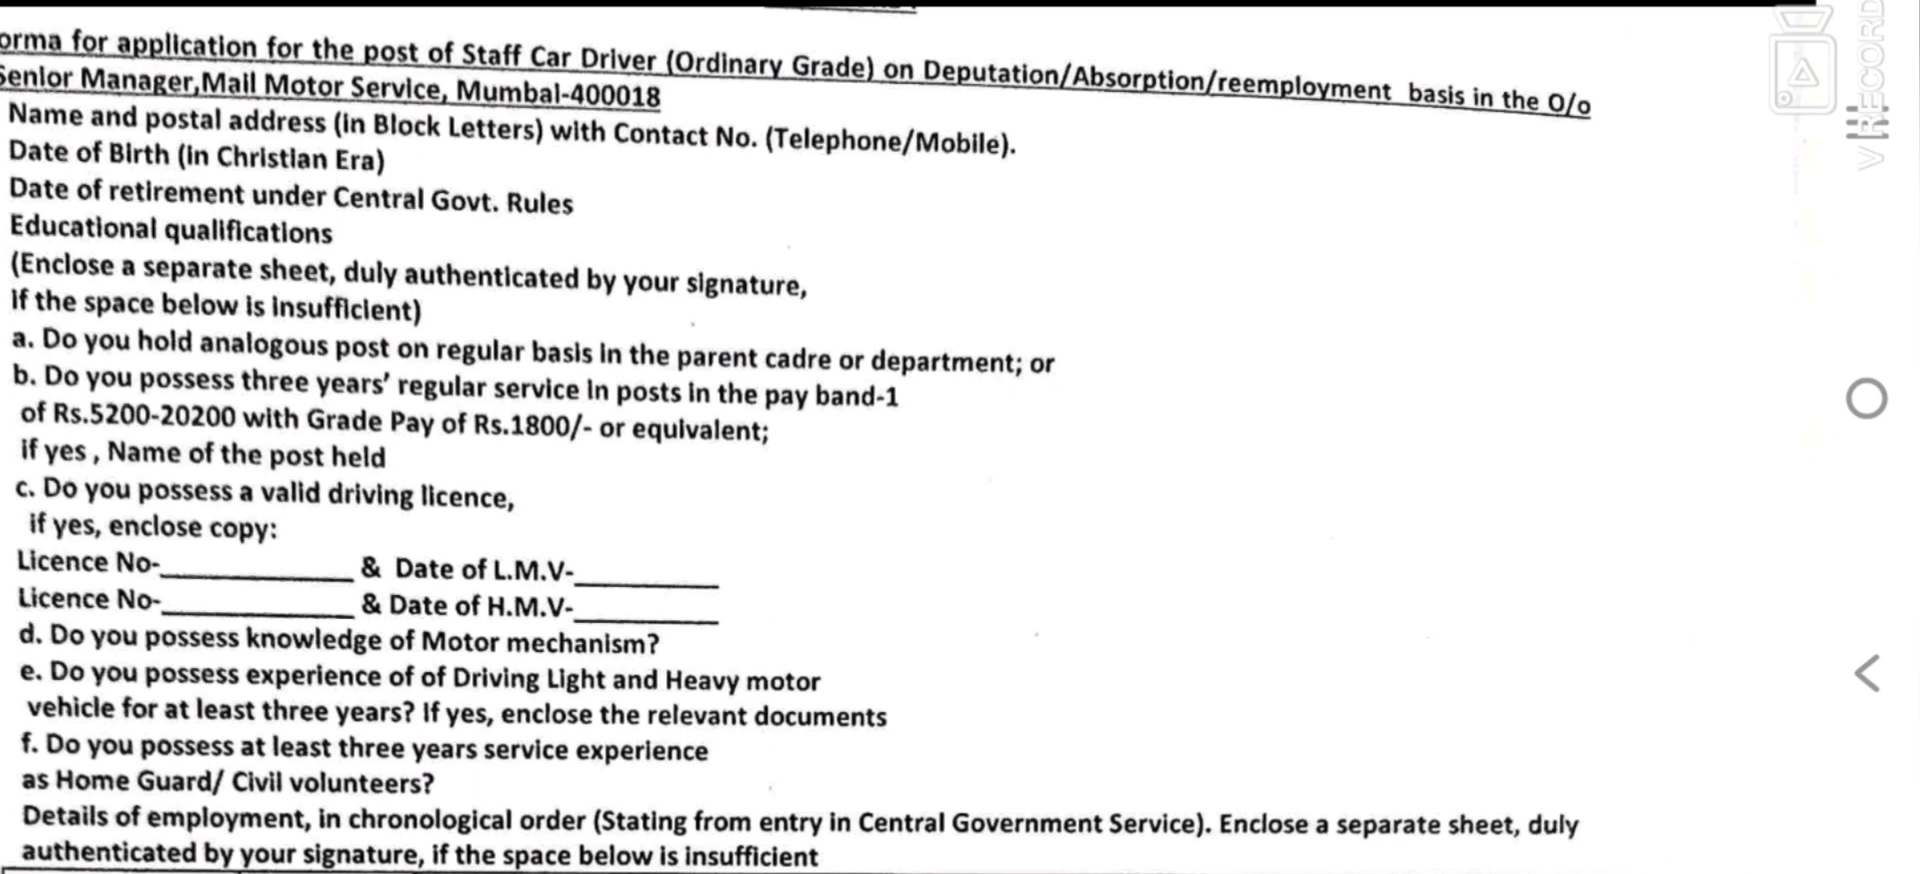 orma for application for the post of Staff Car Driver (Ordinary Grade) on Deputation/Absorption/reemployment basis in the O/o
Senior Manager,Mail Motor Service, Mumbai-400018
Name and postal address (in Block Letters) with Contact No. (Telephone/Mobile).
Date of Birth (in Christian Era)
Date of retirement under Central Govt. Rules
Educational qualifications
(Enclose a separate sheet, duly authenticated by your signature,
if the space below is insufficient)
a. Do you hold analogous post on regular basis in the parent cadre or department; or
b. Do you possess three years' regular service in posts in the pay band-1
of Rs.5200-20200 with Grade Pay of Rs.1800/- or equivalent;
if yes , Name of the post held
c. Do you possess a valid driving licence,
if yes, enclose copy:
Licence No-____________ & Date of L.M.V-_________
Licence No-____________ & Date of H.M.V-_________
d. Do you possess knowledge of Motor mechanism?
e. Do you possess experience of of Driving Light and Heavy motor
vehicle for at least three years? If yes, enclose the relevant documents
f. Do you possess at least three years service experience
as Home Guard/ Civil volunteers?
Details of employment, in chronological order (Stating from entry in Central Government Service). Enclose a separate sheet, duly
authenticated by your signature, if the space below is insufficient
V RECORD